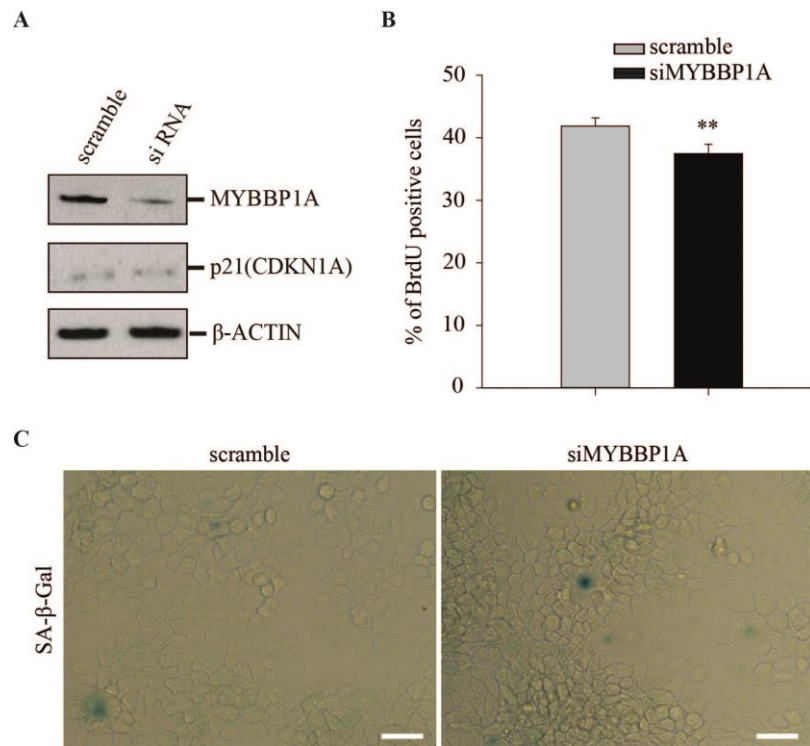 A
scramble
si RNA
MYBBP1A
p21(CDKN1A)
β-ACTIN
B
scramble
siMYBBP1A
50
40
30
20
10
0
**
% of BrdU positive cells
C
scramble
siMYBBP1A
SA-β-Gal